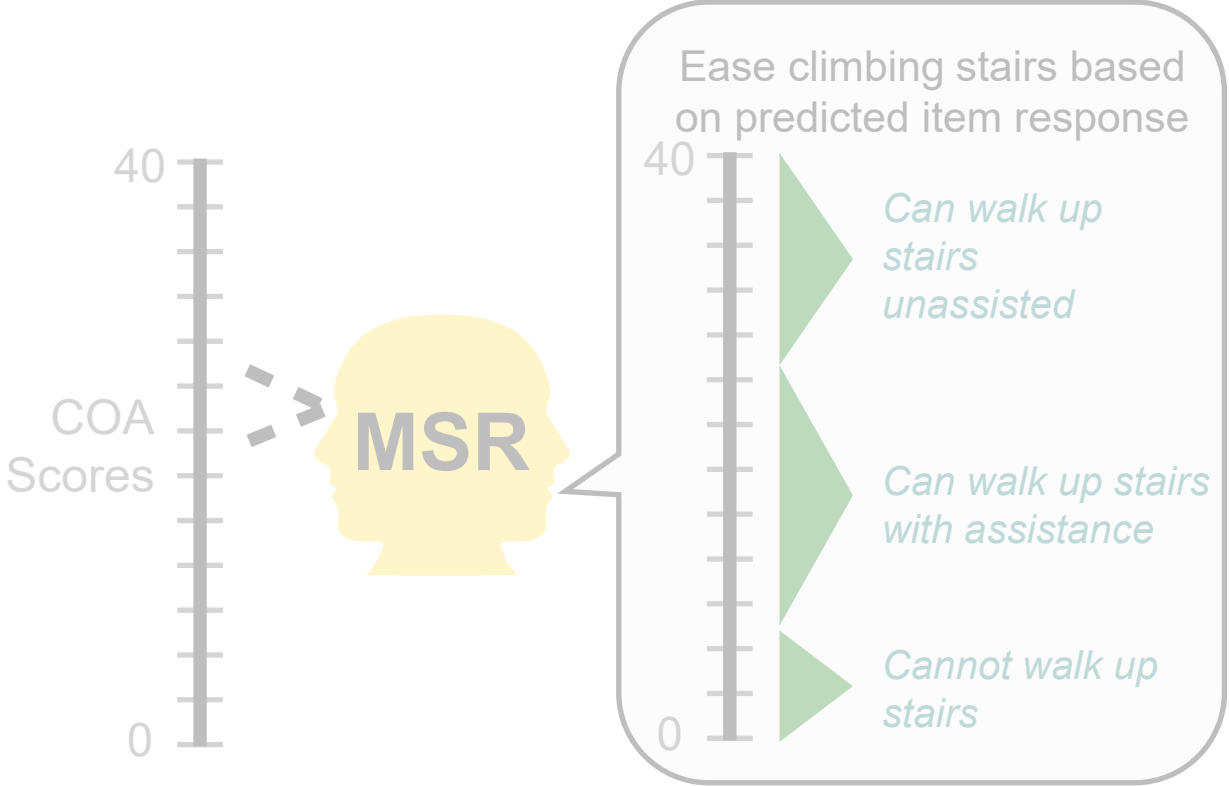 Ease climbing stairs based
on predicted item response
40
40
Can walk up
stairs
unassisted
COA
Scores
MSR
Can walk up stairs
with assistance
Cannot walk up
stairs
0
0